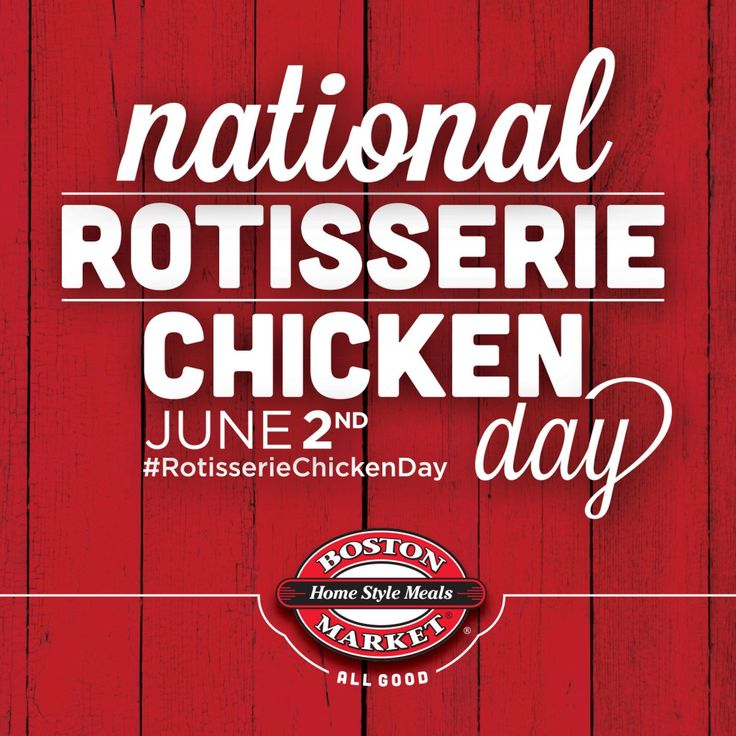 national
ROTISSERIE
CHICKEN
day
JUNE 2ND
#RotisserieChickenDay
BOSTON
Home Style Meals
MARKET®
®
ALL GOOD